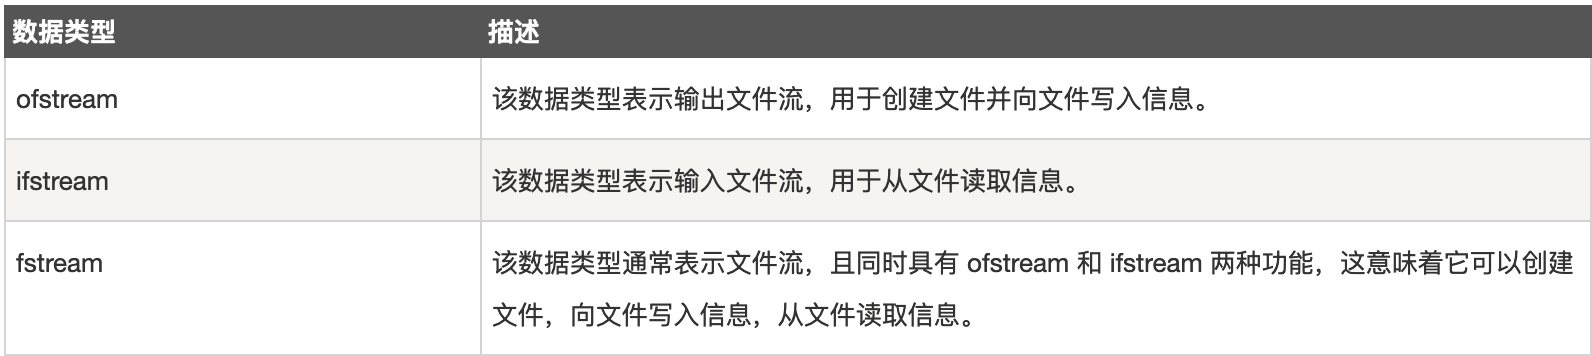 数据类型 描述
ofstream 该数据类型表示输出文件流，用于创建文件并向文件写入信息。
ifstream 该数据类型表示输入文件流，用于从文件读取信息。
fstream 该数据类型通常表示文件流，且同时具有 ofstream 和 ifstream 两种功能，这意味着它可以创建
文件，向文件写入信息，从文件读取信息。